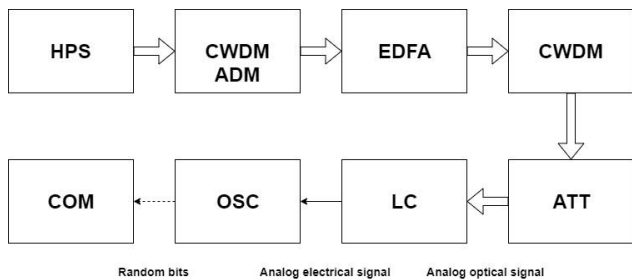 HPS
CWDM
ADM
EDFA
CWDM
COM
OSC
LC
ATT
Random bits
Analog electrical signal
Analog optical signal